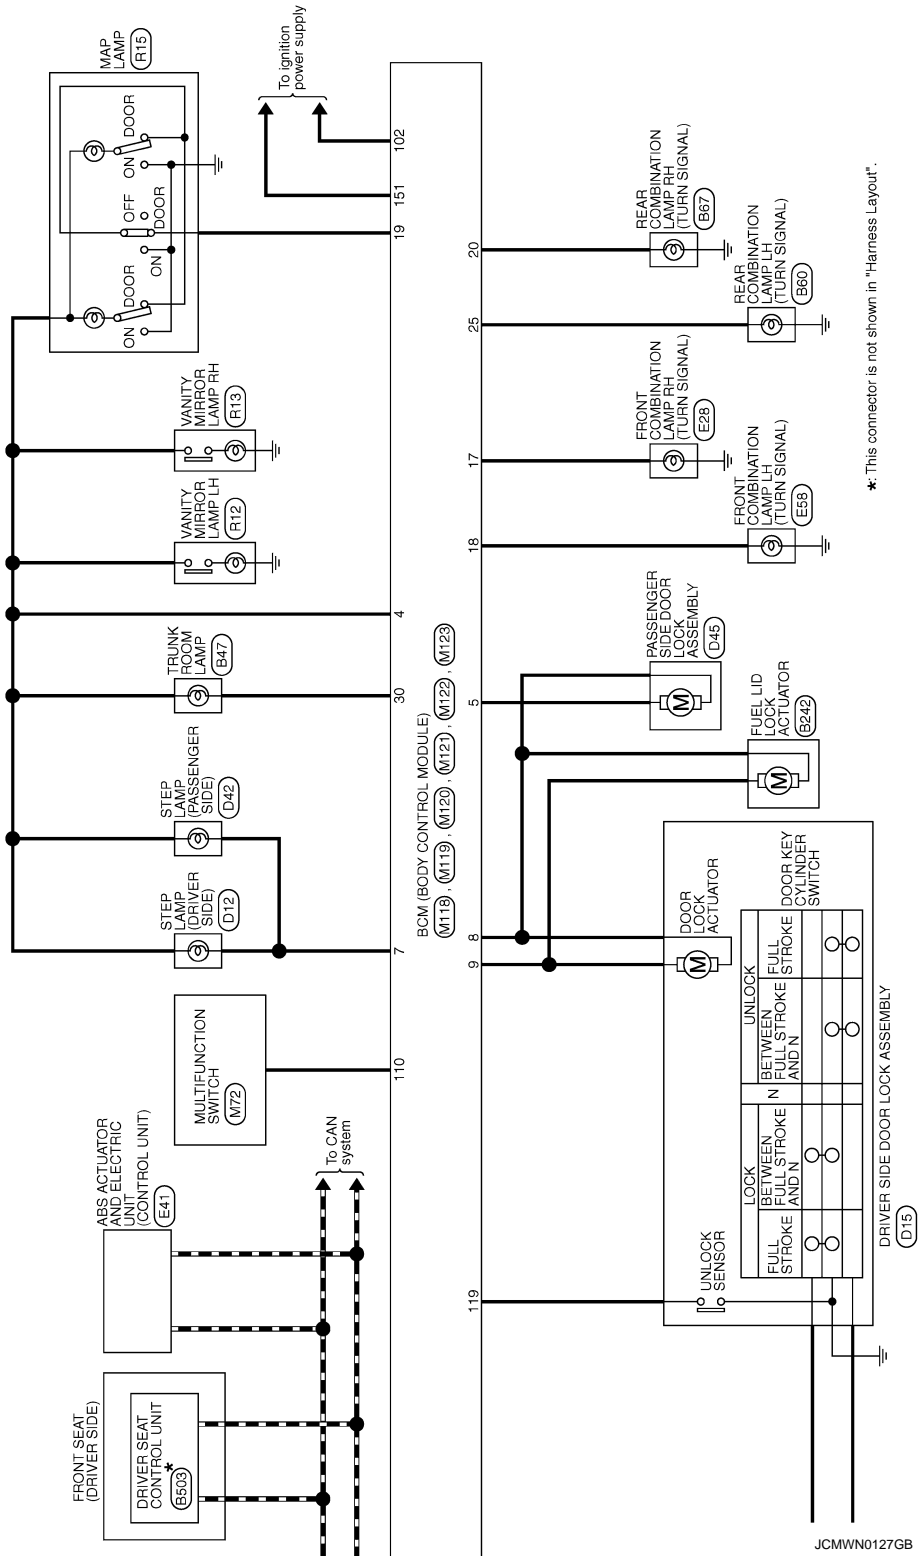 MAP
LAMP
R15
ON
DOOR
ON
OFF
DOOR
ON
DOOR
To ignition
power supply
VANITY
MIRROR
LAMP RH
R13
VANITY
MIRROR
LAMP LH
R12
TRUNK
ROOM
LAMP
B47
STEP
LAMP
(PASSENGER
SIDE)
D42
STEP
LAMP
(DRIVER
SIDE)
D12
MULTIFUNCTION
SWITCH
M72
ABS ACTUATOR
AND ELECTRIC
UNIT
(CONTROL UNIT)
E41
To CAN
system
FRONT SEAT
(DRIVER SIDE)
DRIVER SEAT
CONTROL UNIT
*
B503
102
151
19
4
30
7
110
BCM (BODY CONTROL MODULE)
M118 , M119 , M120 , M121 , M122 , M123
20
25
17
18
5
8
9
119
REAR
COMBINATION
LAMP RH
(TURN SIGNAL)
B67
REAR
COMBINATION
LAMP LH
(TURN SIGNAL)
B60
FRONT
COMBINATION
LAMP RH
(TURN SIGNAL)
E28
FRONT
COMBINATION
LAMP LH
(TURN SIGNAL)
E58
PASSENGER
SIDE DOOR
LOCK
ASSEMBLY
D45
M
FUEL LID
LOCK
ACTUATOR
B242
M
DOOR
LOCK
ACTUATOR
M
DOOR KEY
CYLINDER
SWITCH
LOCK
N
UNLOCK
FULL
STROKE
BETWEEN
FULL STROKE
AND N
BETWEEN
FULL STROKE
AND N
FULL
STROKE
UNLOCK
SENSOR
DRIVER SIDE DOOR LOCK ASSEMBLY
D15
*: This connector is not shown in "Harness Layout".
JCMWN0127GB